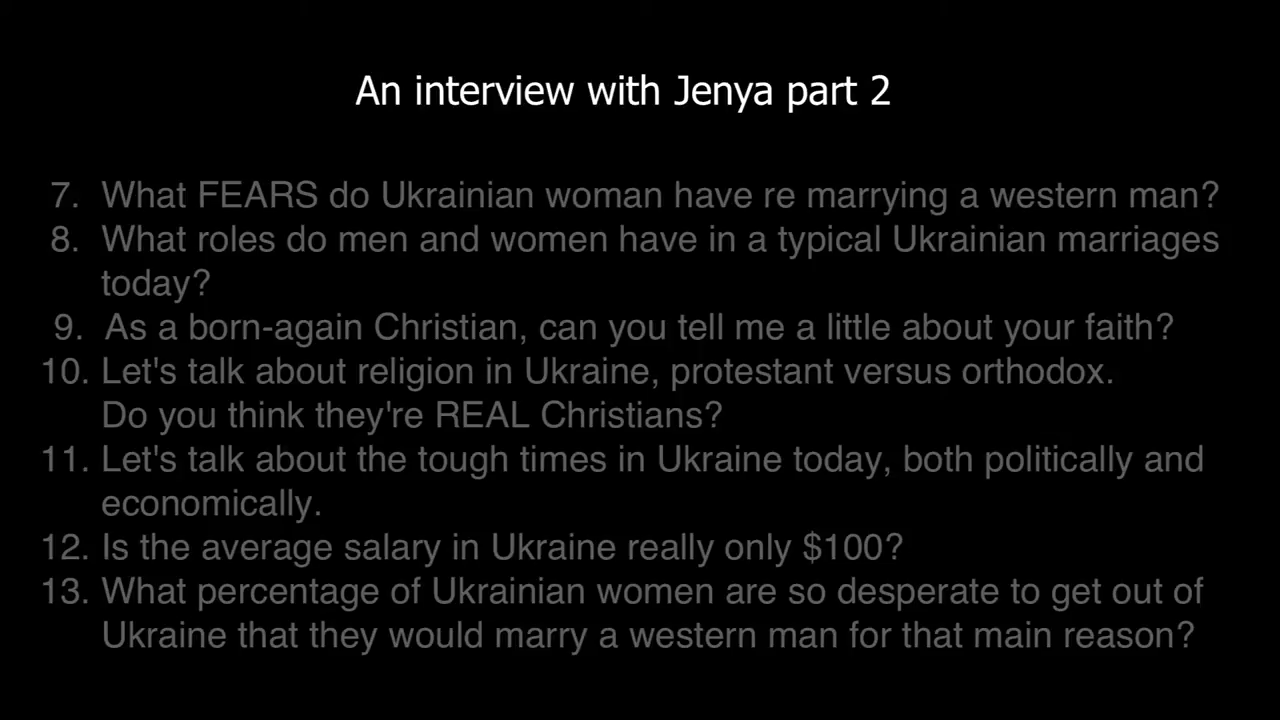 An interview with Jenya part 2
7. What FEARS do Ukrainian woman have re marrying a western man?
8. What roles do men and women have in a typical Ukrainian marriages
today?
9. As a born-again Christian, can you tell me a little about your faith?
10. Let's talk about religion in Ukraine, protestant versus orthodox.
Do you think they're REAL Christians?
11. Let's talk about the tough times in Ukraine today, both politically and
economically.
12. Is the average salary in Ukraine really only $100?
13. What percentage of Ukrainian women are so desperate to get out of
Ukraine that they would marry a western man for that main reason?